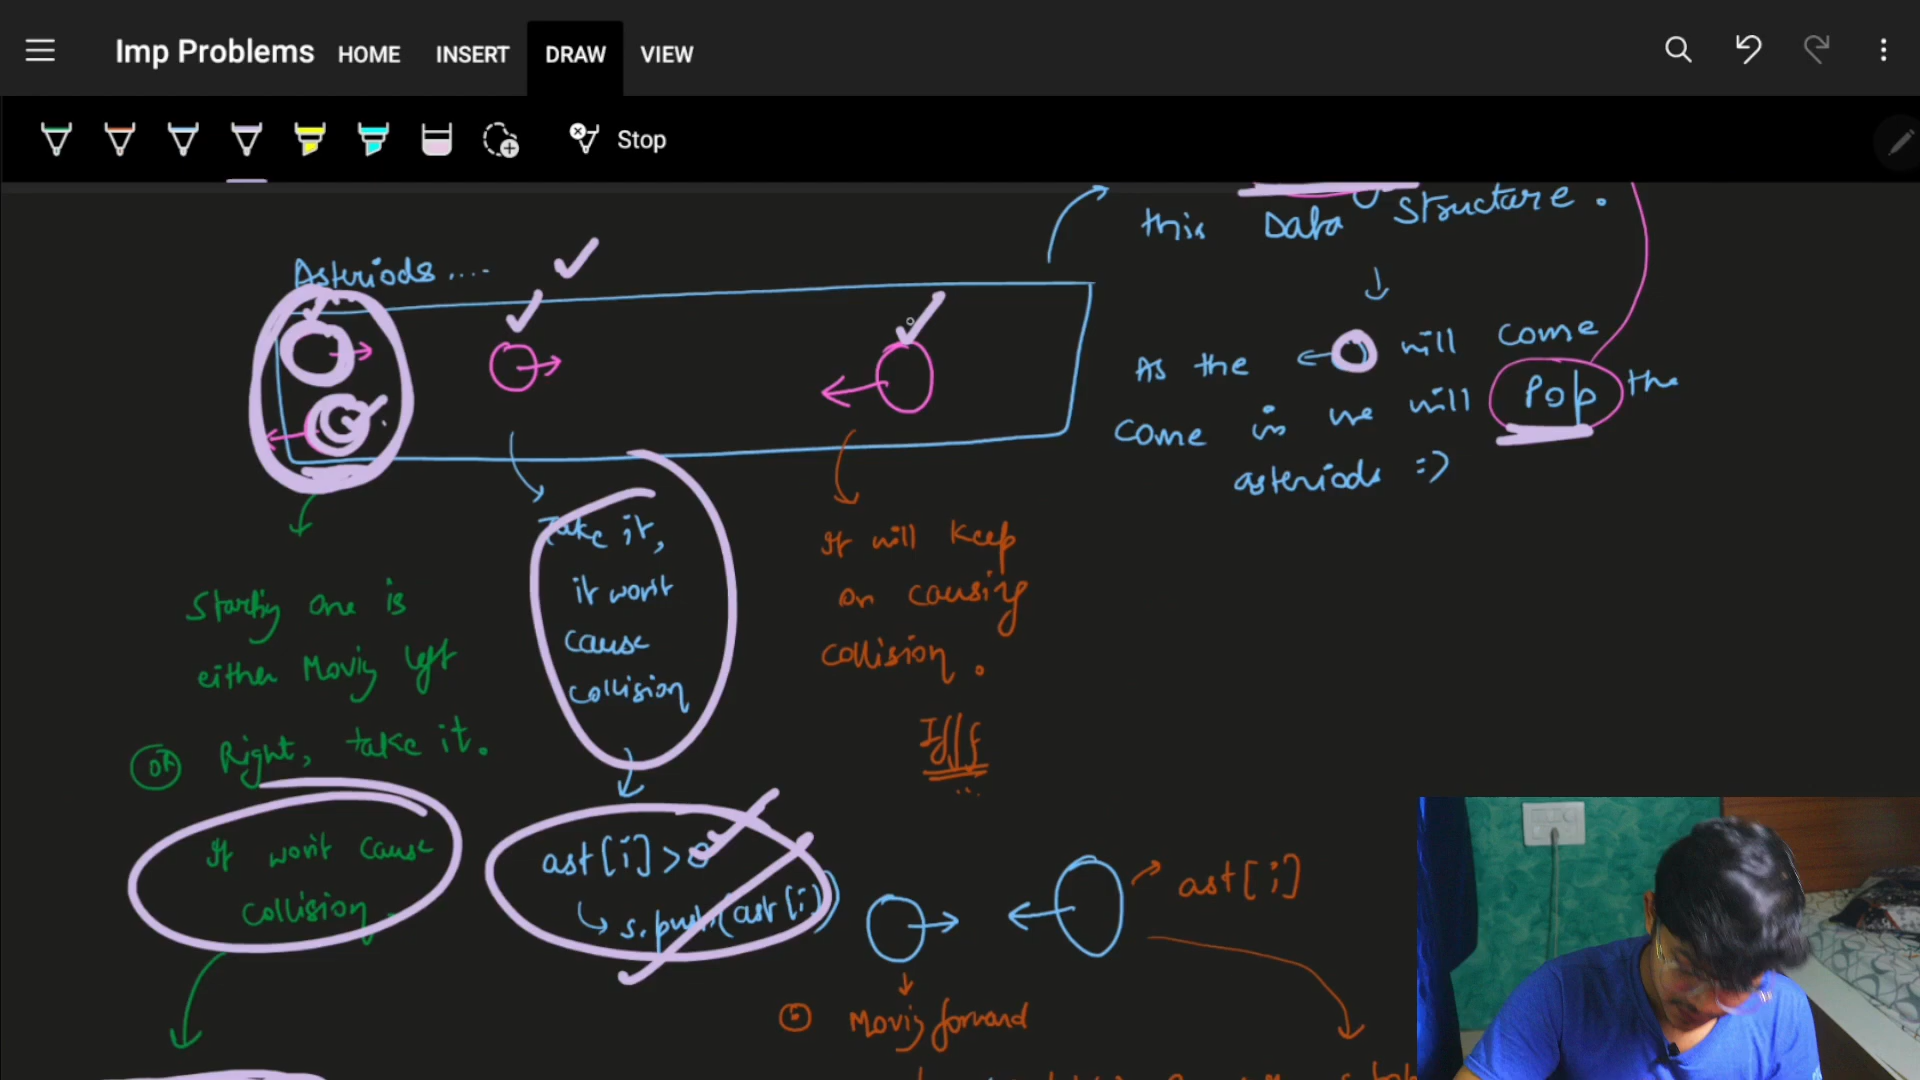 Imp Problems HOME INSERT DRAW VIEW
Stop
this Data Structure.
Asteriods....
As the will come
come in we will Pop the
asteriods =>
Take it,
it won't
cause
collision
It will keep
on causing
collision.
Ifff
Starting one is
either Moving left
OR Right, take it.
It won't cause
collision.
ast[i] > 0
s.push(ast[i])
ast[i]
Moving forward